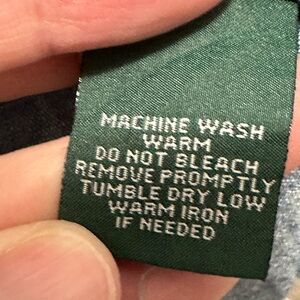 MACHINE WASH
WARM
DO NOT BLEACH
REMOVE PROMPTLY
TUMBLE DRY LOW
WARM IRON
IF NEEDED